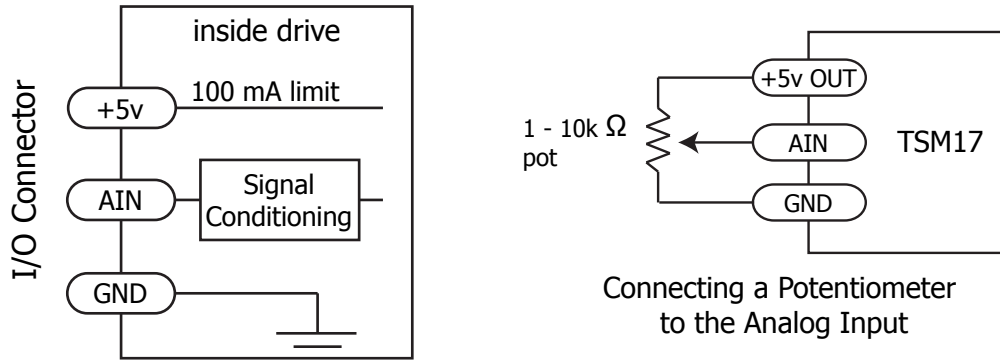 inside drive
I/O Connector
+5v
100 mA limit
AIN
Signal
Conditioning
GND
+5v OUT
1 - 10k Ω
pot
AIN
TSM17
GND
Connecting a Potentiometer
to the Analog Input